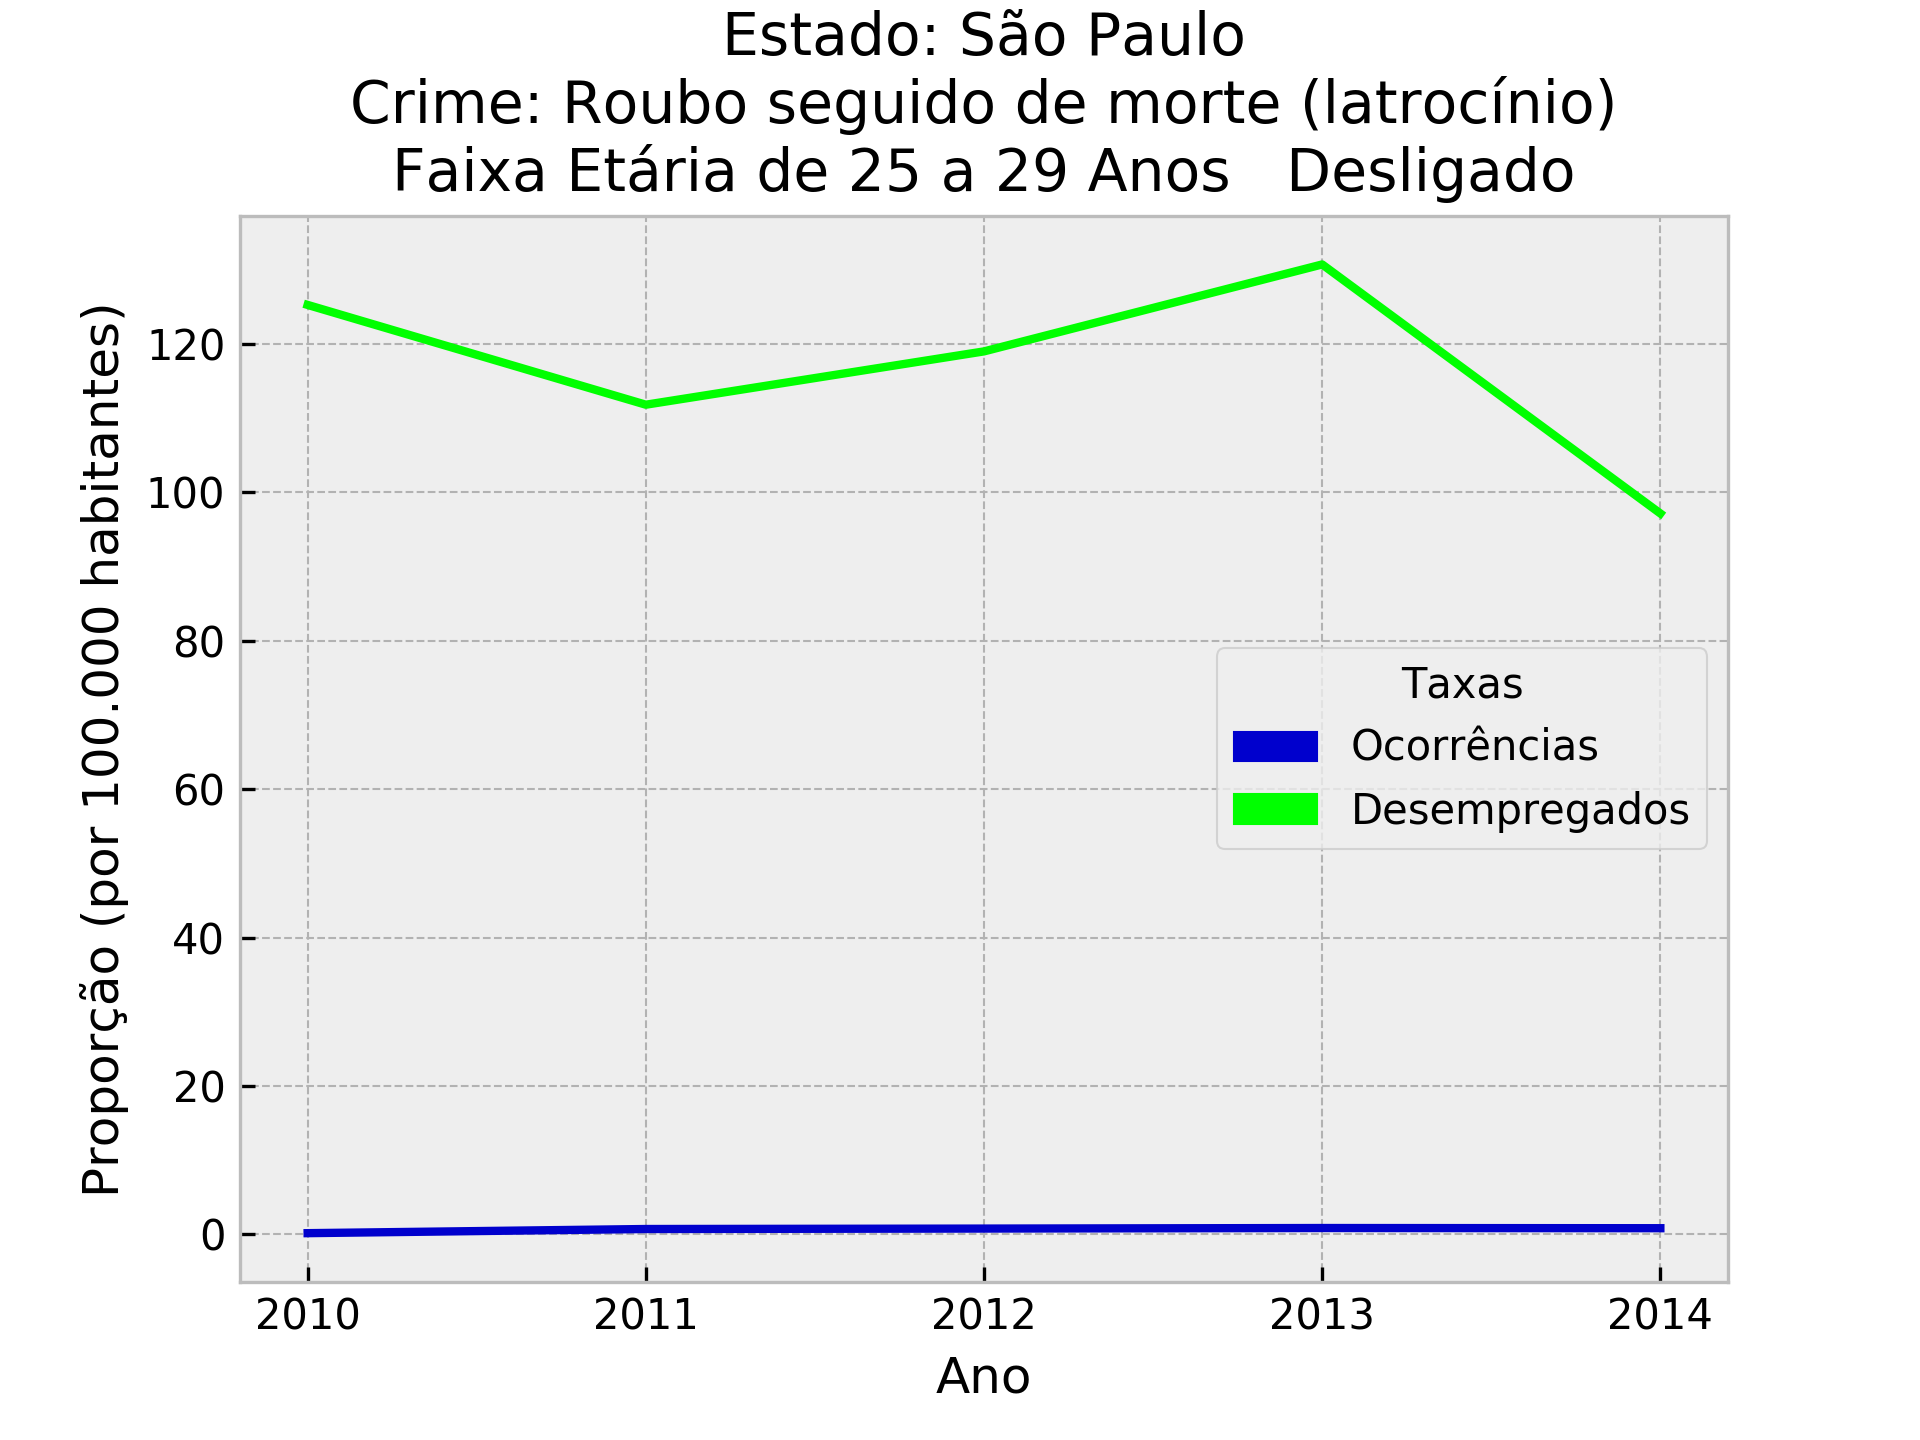 Estado: São Paulo
Crime: Roubo seguido de morte (latrocínio)
Faixa Etária de 25 a 29 Anos   Desligado
Proporção (por 100.000 habitantes)
120
100
80
60
40
20
0
Taxas
Ocorrências
Desempregados
2010 2011 2012 2013 2014
Ano